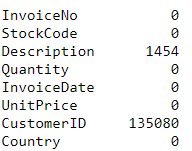 InvoiceNo 0
StockCode 0
Description 1454
Quantity 0
InvoiceDate 0
UnitPrice 0
CustomerID 135080
Country 0